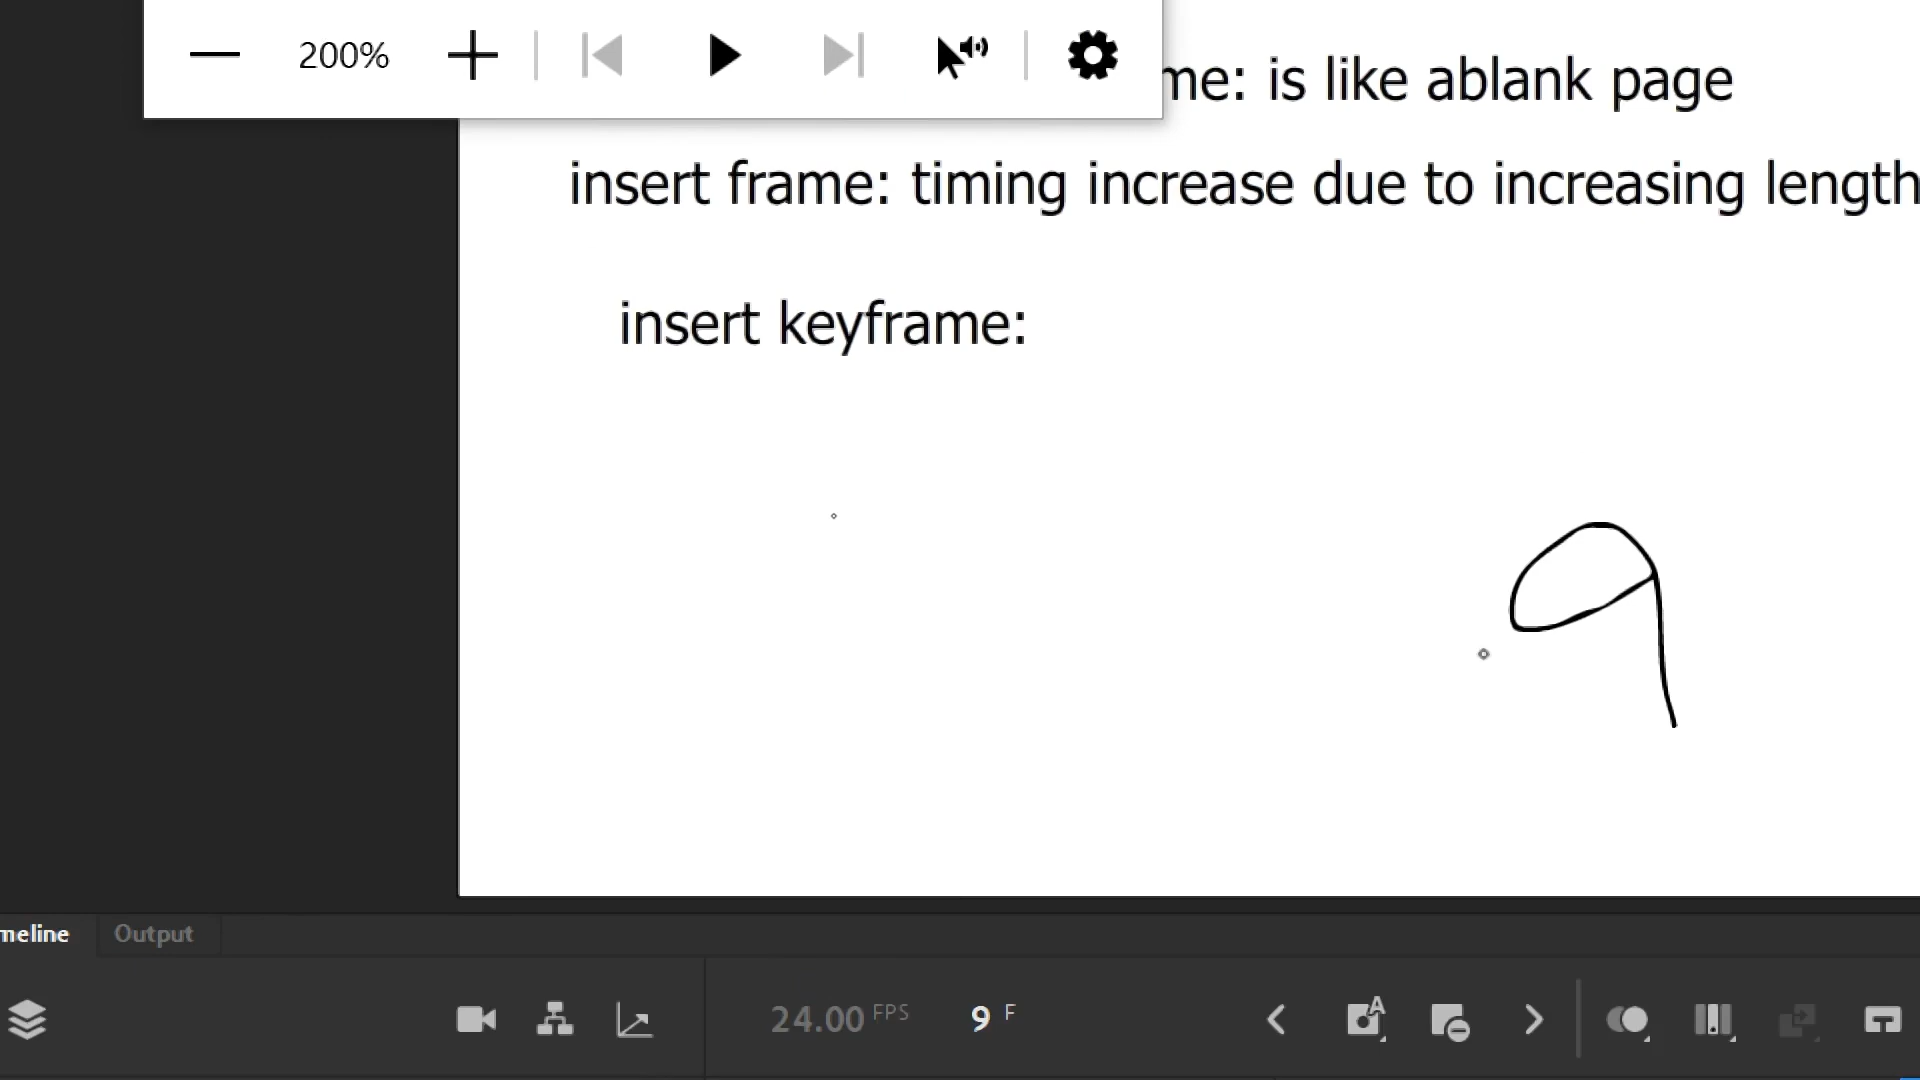 200%
me: is like ablank page
insert frame: timing increase due to increasing length
insert keyframe:
meline Output
24.00 FPS 9 F